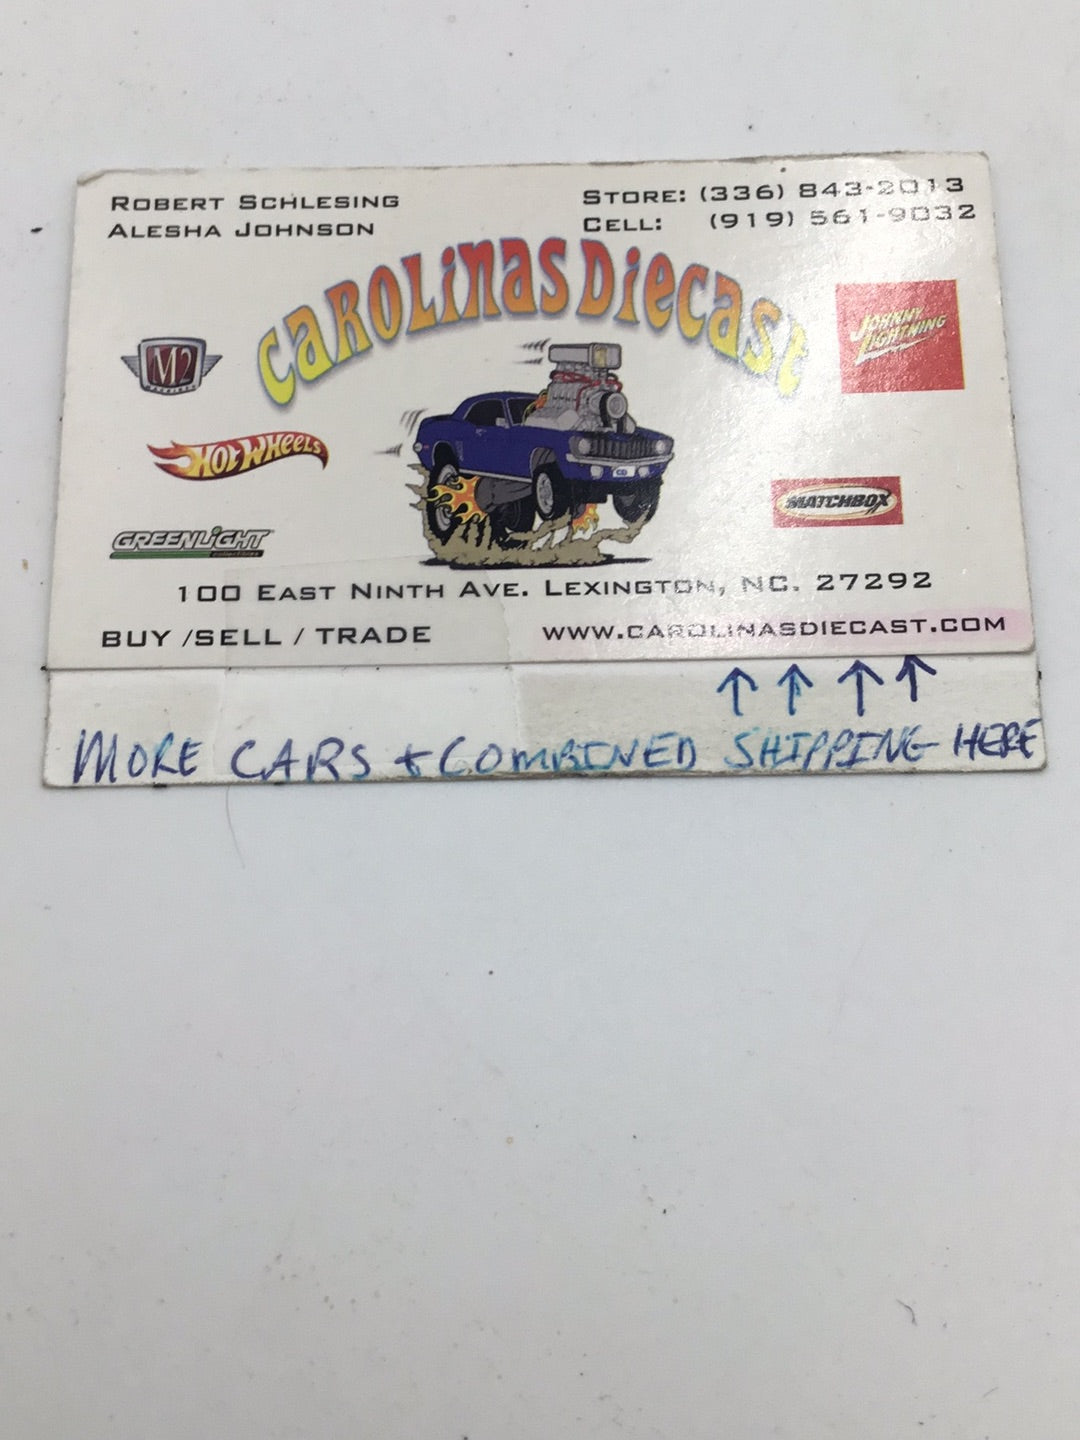 ROBERT SCHLESING
ALESHA JOHNSON
STORE: (336) 843-2013
CELL: (919) 561-9032
CAROLINAS DIECAST
M2
MACHINES
HOT WHEELS
GREENLIGHT
collectibles
JOHNNY
LIGHTNING
MATCHBOX
100 EAST NINTH AVE. LEXINGTON, NC. 27292
BUY /SELL / TRADE
WWW.CAROLINASDIECAST.COM
↑ ↑ ↑ ↑
MORE CARS + COMBINED SHIPPING HERE